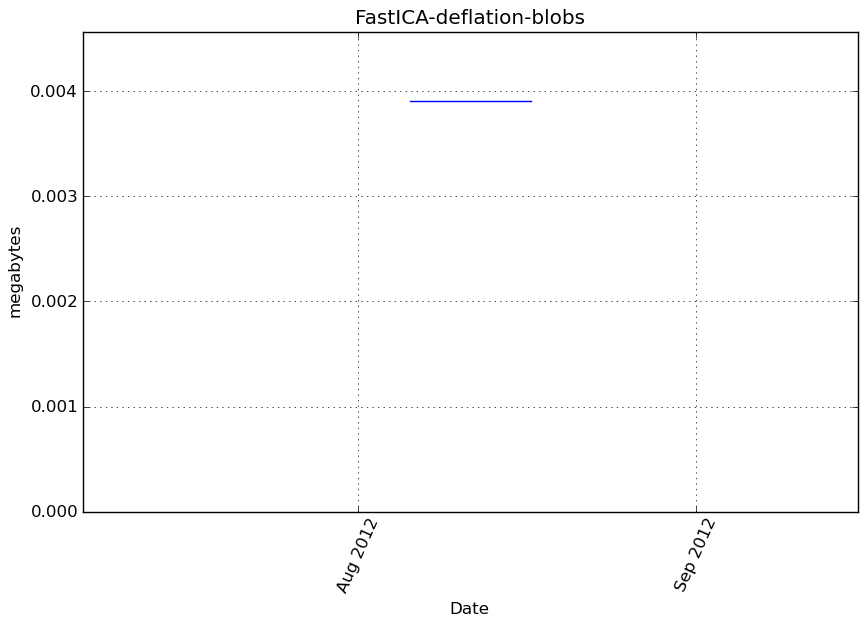 FastICA-deflation-blobs
megabytes
0.004
0.003
0.002
0.001
0.000
Aug 2012
Sep 2012
Date